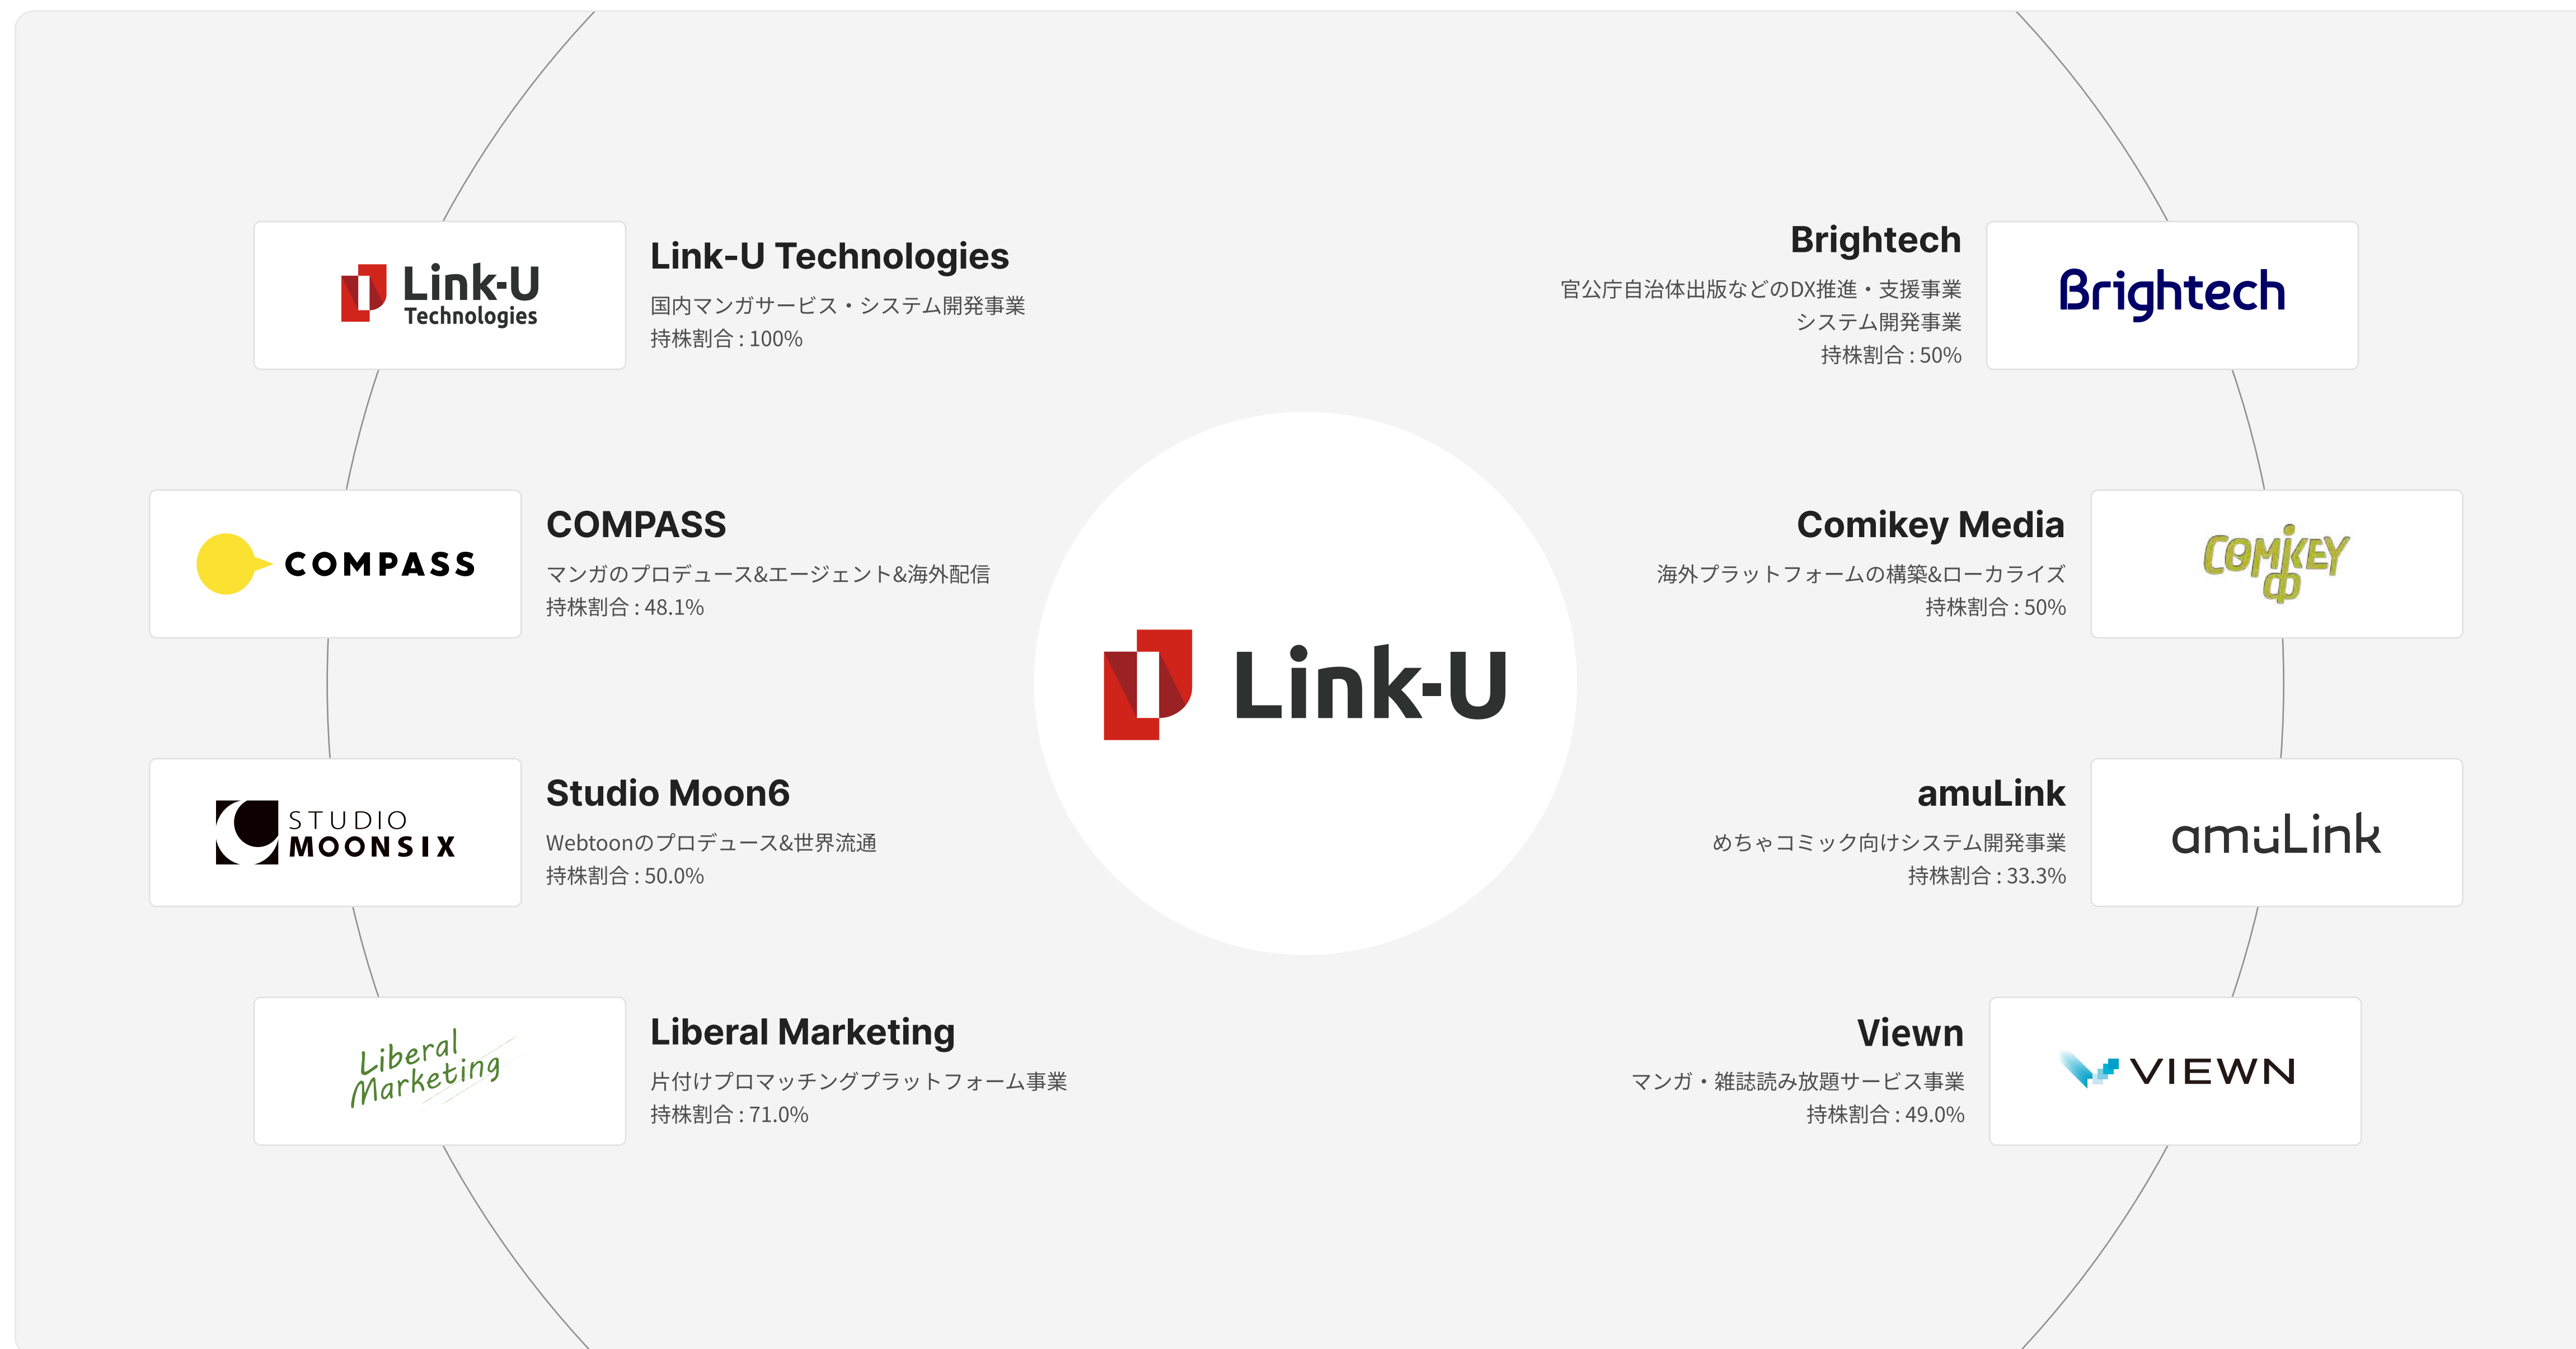 Link-U
Technologies
Link-U Technologies
国内マンガサービス・システム開発事業
持株割合 : 100%
COMPASS
COMPASS
マンガのプロデュース&エージェント&海外配信
持株割合 : 48.1%
STUDIO
MOONSIX
Studio Moon6
Webtoonのプロデュース&世界流通
持株割合 : 50.0%
Liberal
Marketing
Liberal Marketing
片付けプロマッチングプラットフォーム事業
持株割合 : 71.0%
Link-U
Brightech
官公庁自治体出版などのDX推進・支援事業
システム開発事業
持株割合 : 50%
Brightech
Comikey Media
海外プラットフォームの構築&ローカライズ
持株割合 : 50%
COMiKEY
amuLink
めちゃコミック向けシステム開発事業
持株割合 : 33.3%
amüLink
Viewn
マンガ・雑誌読み放題サービス事業
持株割合 : 49.0%
VIEWN